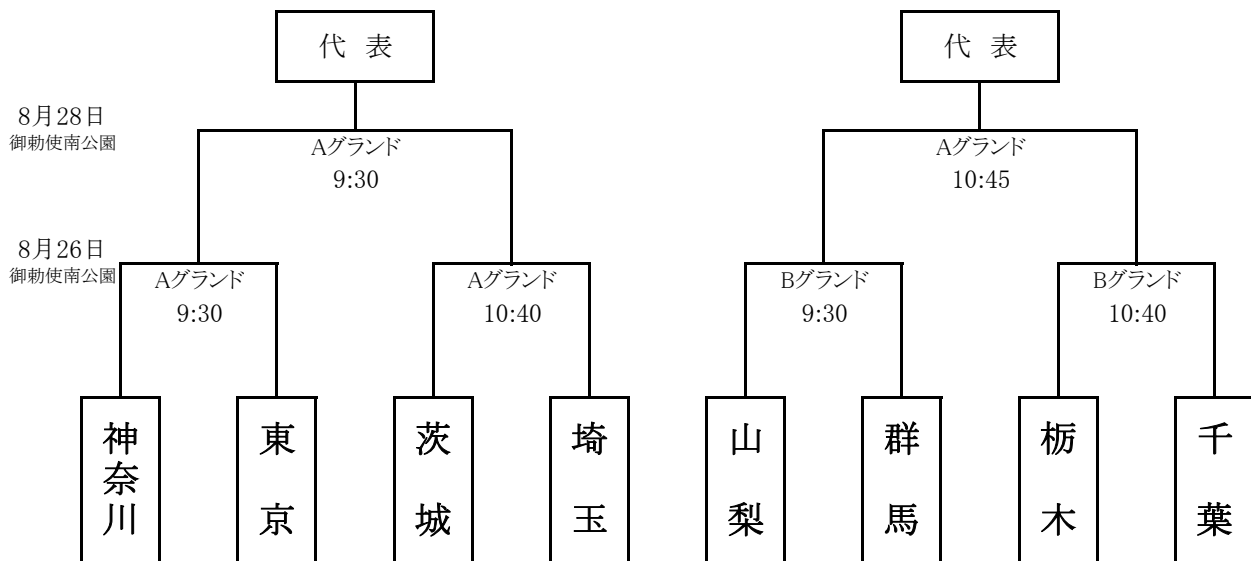 代 表
代 表
8月28日
御勅使南公園
Aグランド
9:30
Aグランド
10:45
8月26日
御勅使南公園
Aグランド
9:30
Aグランド
10:40
Bグランド
9:30
Bグランド
10:40
神奈川
東京
茨城
埼玉
山梨
群馬
栃木
千葉